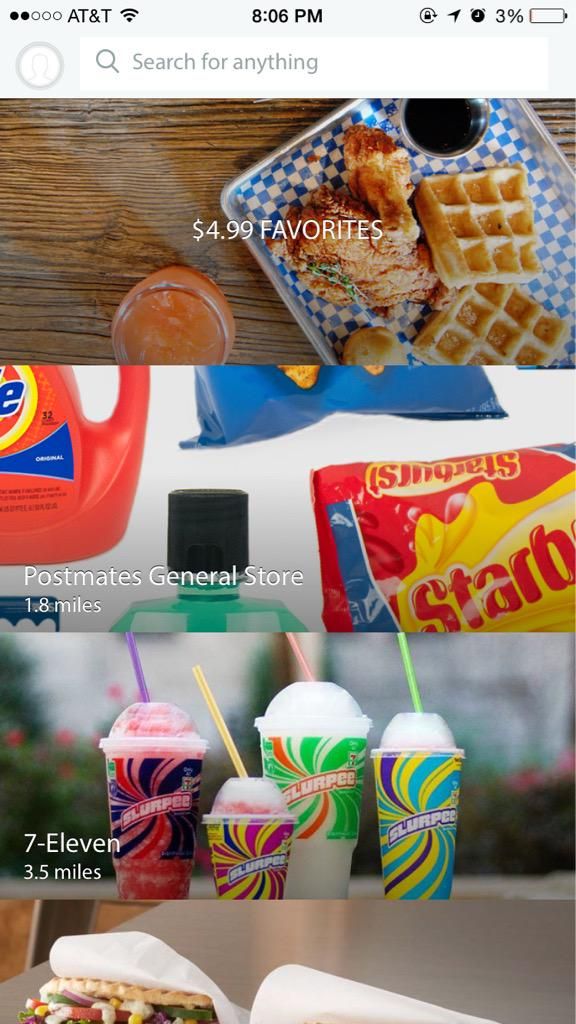 AT&T 8:06 PM 3%
Search for anything
$4.99 FAVORITES
32
ORIGINAL
Starburst
Starb
Postmates General Store
1.8 miles
SLURPEE
SLURPEE
SLURPEE
SLURPEE
7-Eleven
3.5 miles